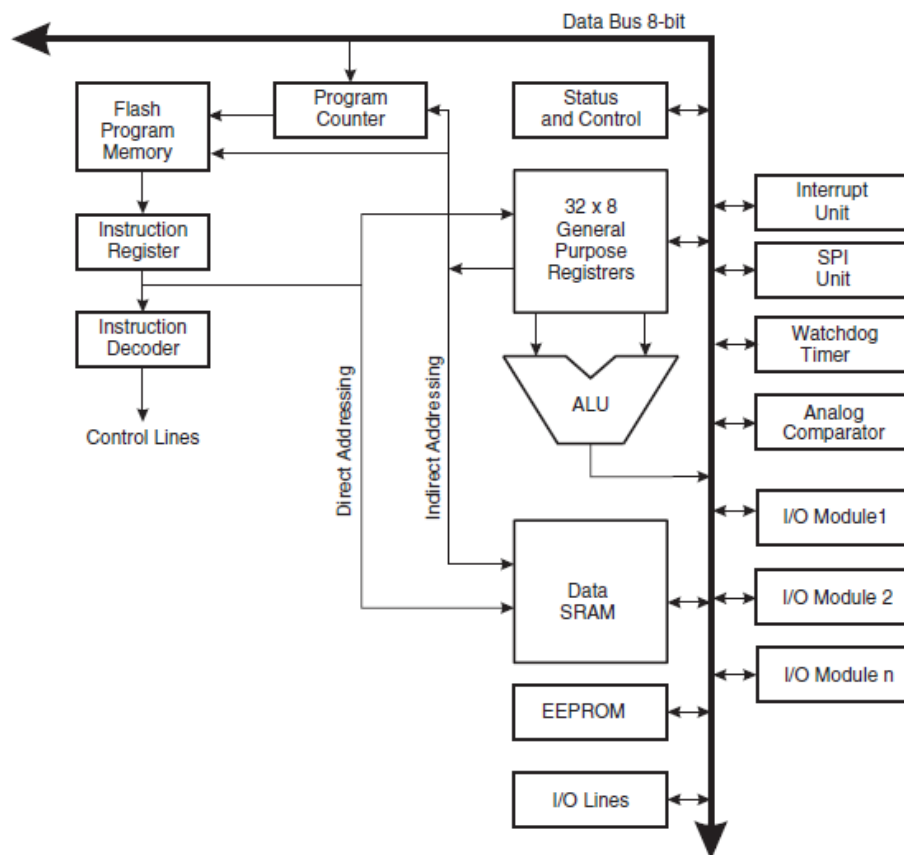 Data Bus 8-bit
Flash
Program
Memory
Program
Counter
Status
and Control
Interrupt
Unit
32 x 8
General
Purpose
Registrers
Instruction
Register
SPI
Unit
Instruction
Decoder
Watchdog
Timer
Control Lines
Direct Addressing
Indirect Addressing
ALU
Analog
Comparator
I/O Module1
Data
SRAM
I/O Module 2
I/O Module n
EEPROM
I/O Lines